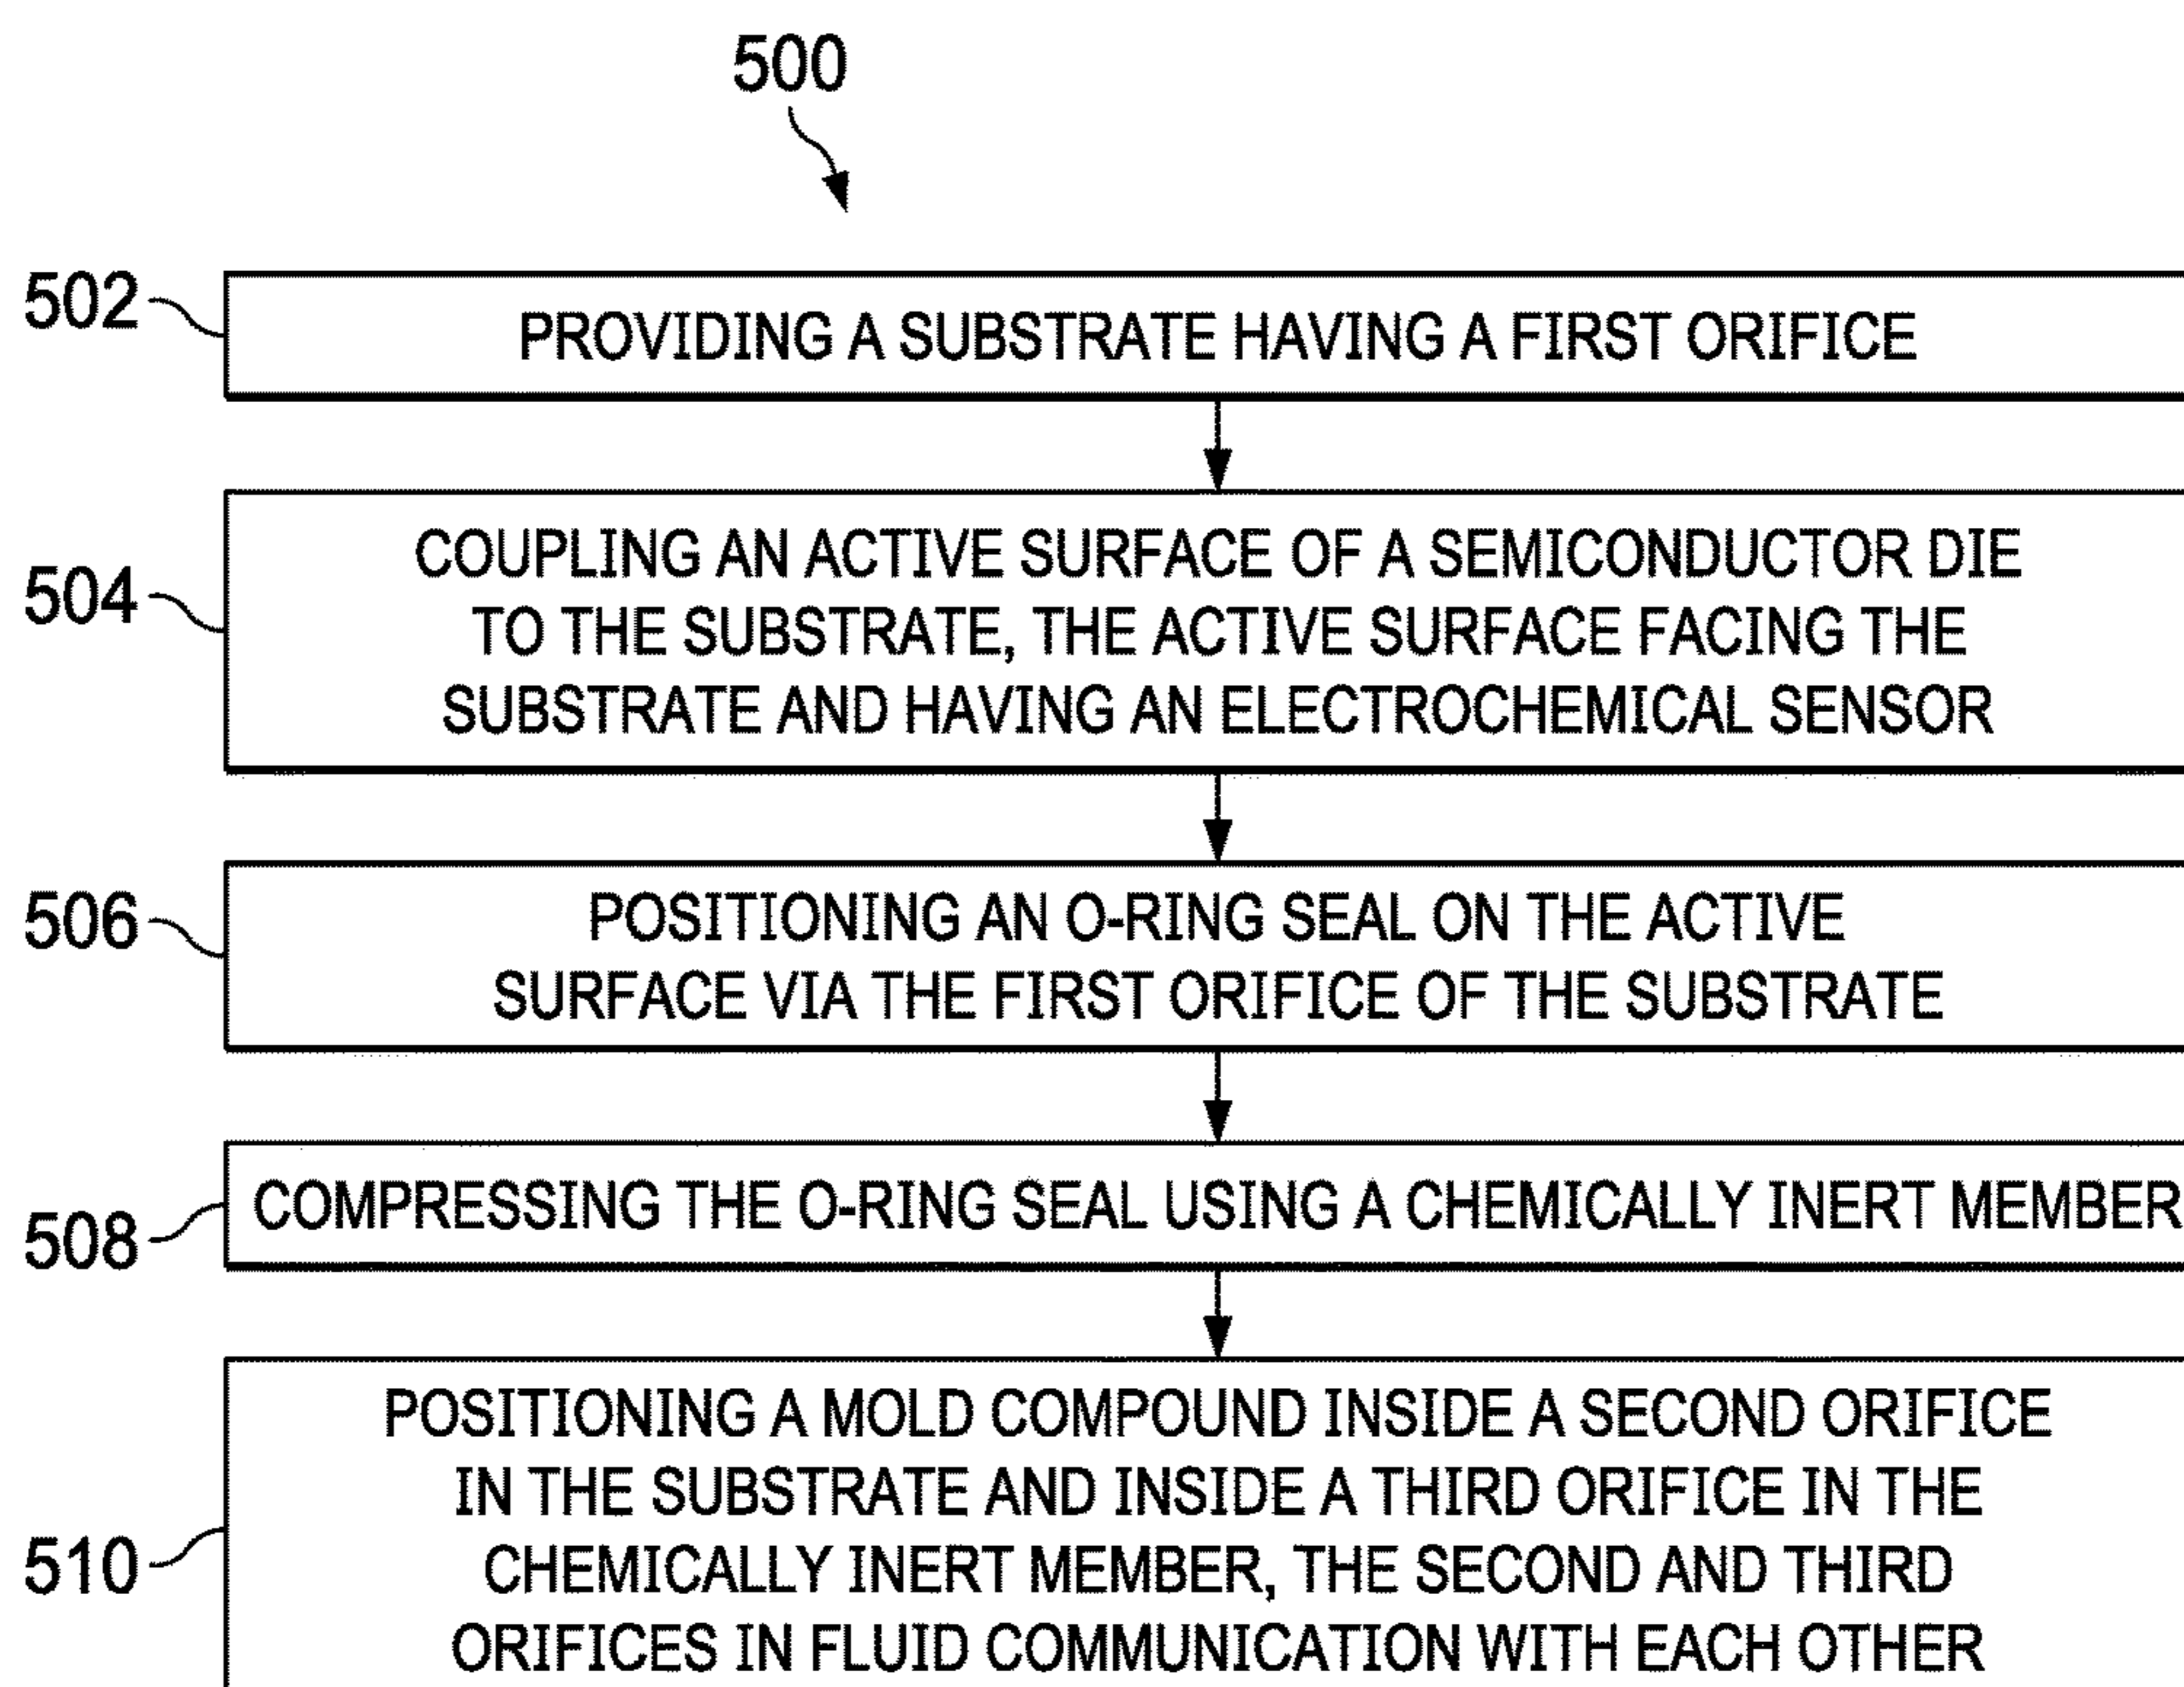 500
502
PROVIDING A SUBSTRATE HAVING A FIRST ORIFICE
504
COUPLING AN ACTIVE SURFACE OF A SEMICONDUCTOR DIE
TO THE SUBSTRATE, THE ACTIVE SURFACE FACING THE
SUBSTRATE AND HAVING AN ELECTROCHEMICAL SENSOR
506
POSITIONING AN O-RING SEAL ON THE ACTIVE
SURFACE VIA THE FIRST ORIFICE OF THE SUBSTRATE
508
COMPRESSING THE O-RING SEAL USING A CHEMICALLY INERT MEMBER
510
POSITIONING A MOLD COMPOUND INSIDE A SECOND ORIFICE
IN THE SUBSTRATE AND INSIDE A THIRD ORIFICE IN THE
CHEMICALLY INERT MEMBER, THE SECOND AND THIRD
ORIFICES IN FLUID COMMUNICATION WITH EACH OTHER